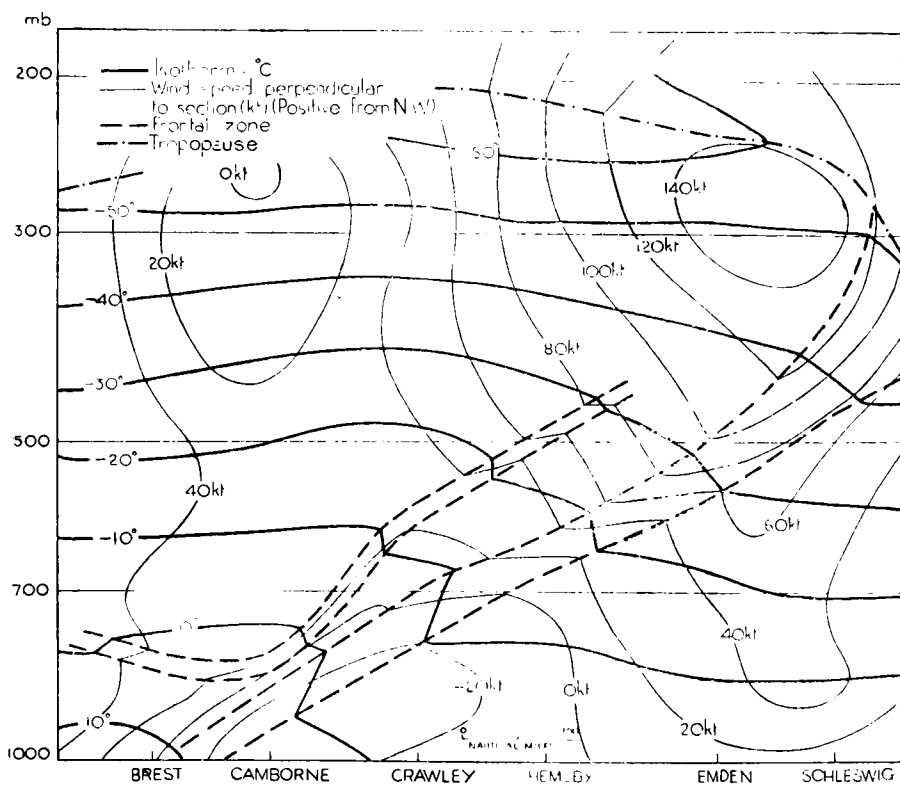 mb
200
300
500
700
1000
Isotherms °C
Wind speed perpendicular
to section (kt) (Positive from N.W)
Frontal zone
Tropopause
0kt
20kt
40kt
80kt
100kt
120kt
140kt
60kt
40kt
20kt
0kt
-20kt
-50°
-40°
-30°
-20°
-10°
10°
BREST
CAMBORNE
CRAWLEY
HEMSBY
EMDEN
SCHLESWIG